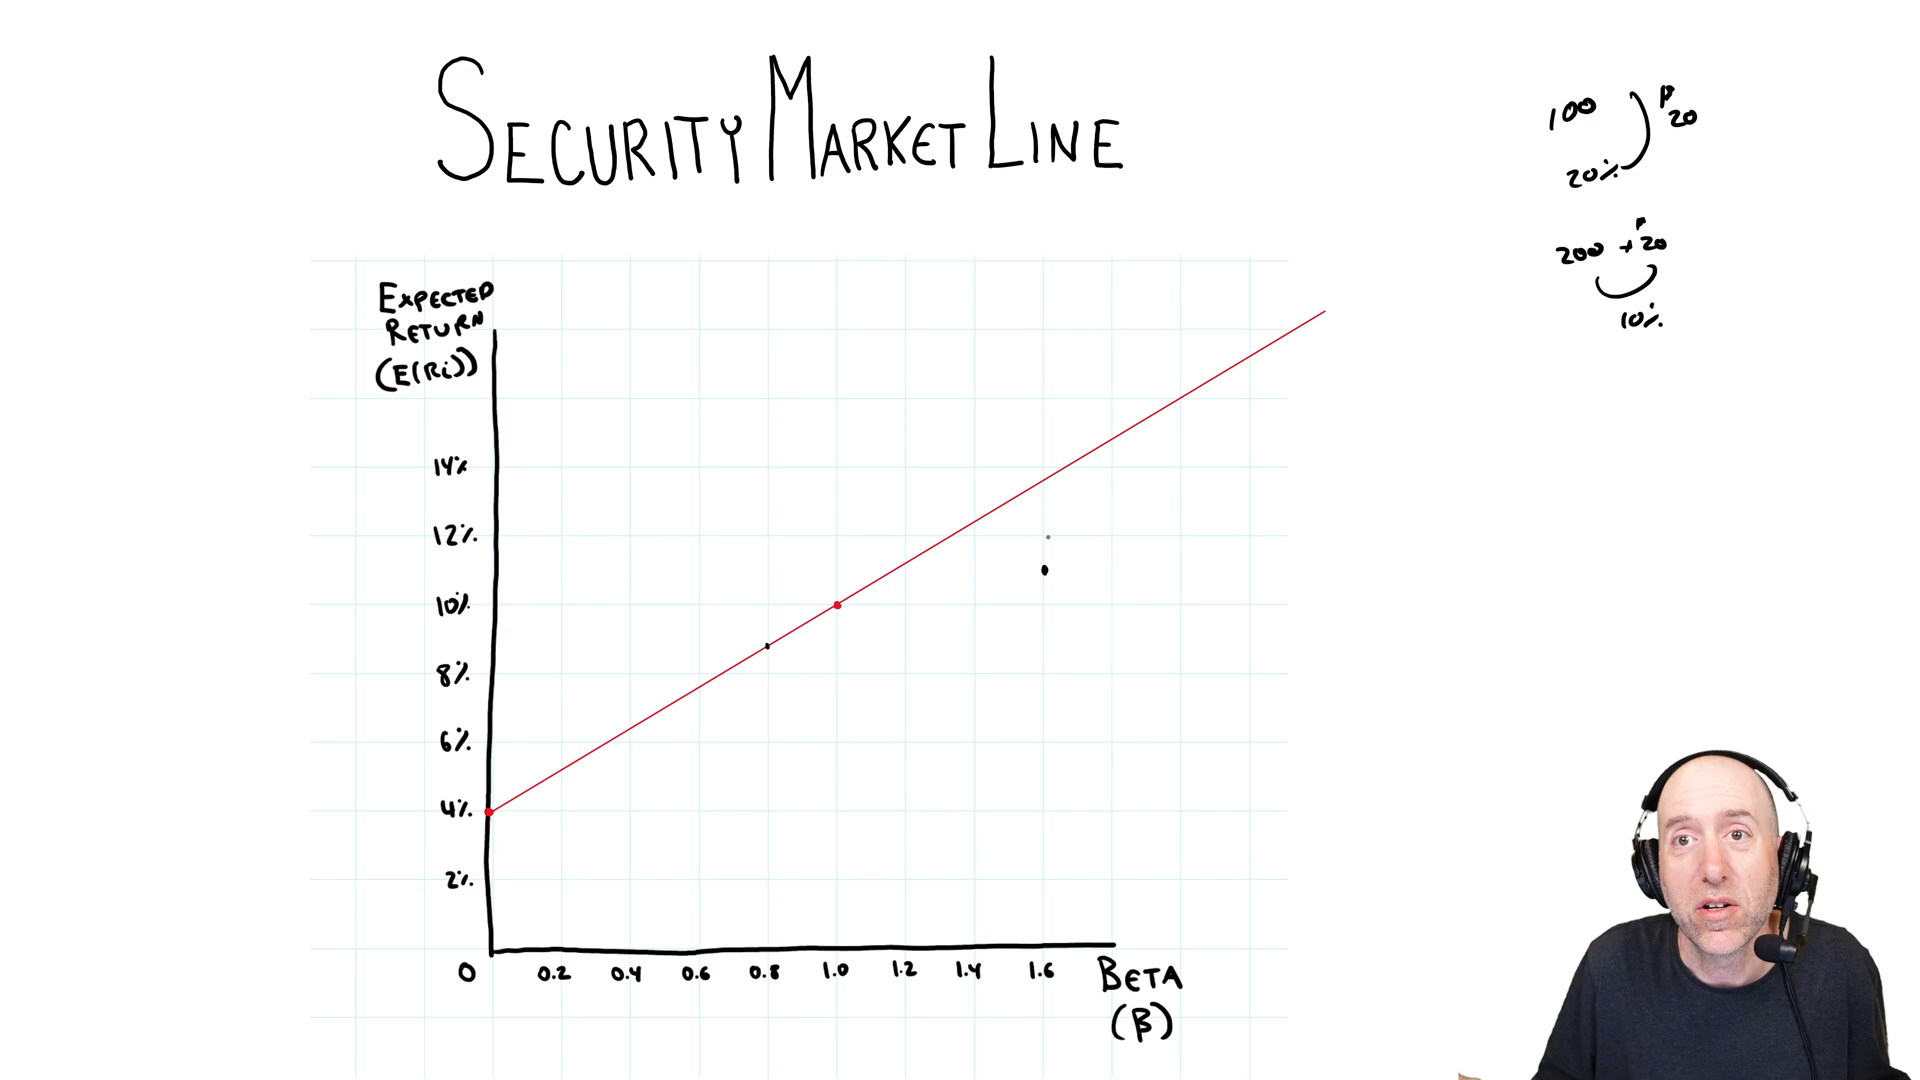 SECURITY MARKET LINE
100
20
20%
200 + 20
10%
EXPECTED
RETURN
(E(Ri))
14%
12%
10%
8%
6%
4%
2%
0 0.2 0.4 0.6 0.8 1.0 1.2 1.4 1.6 BETA
(β)